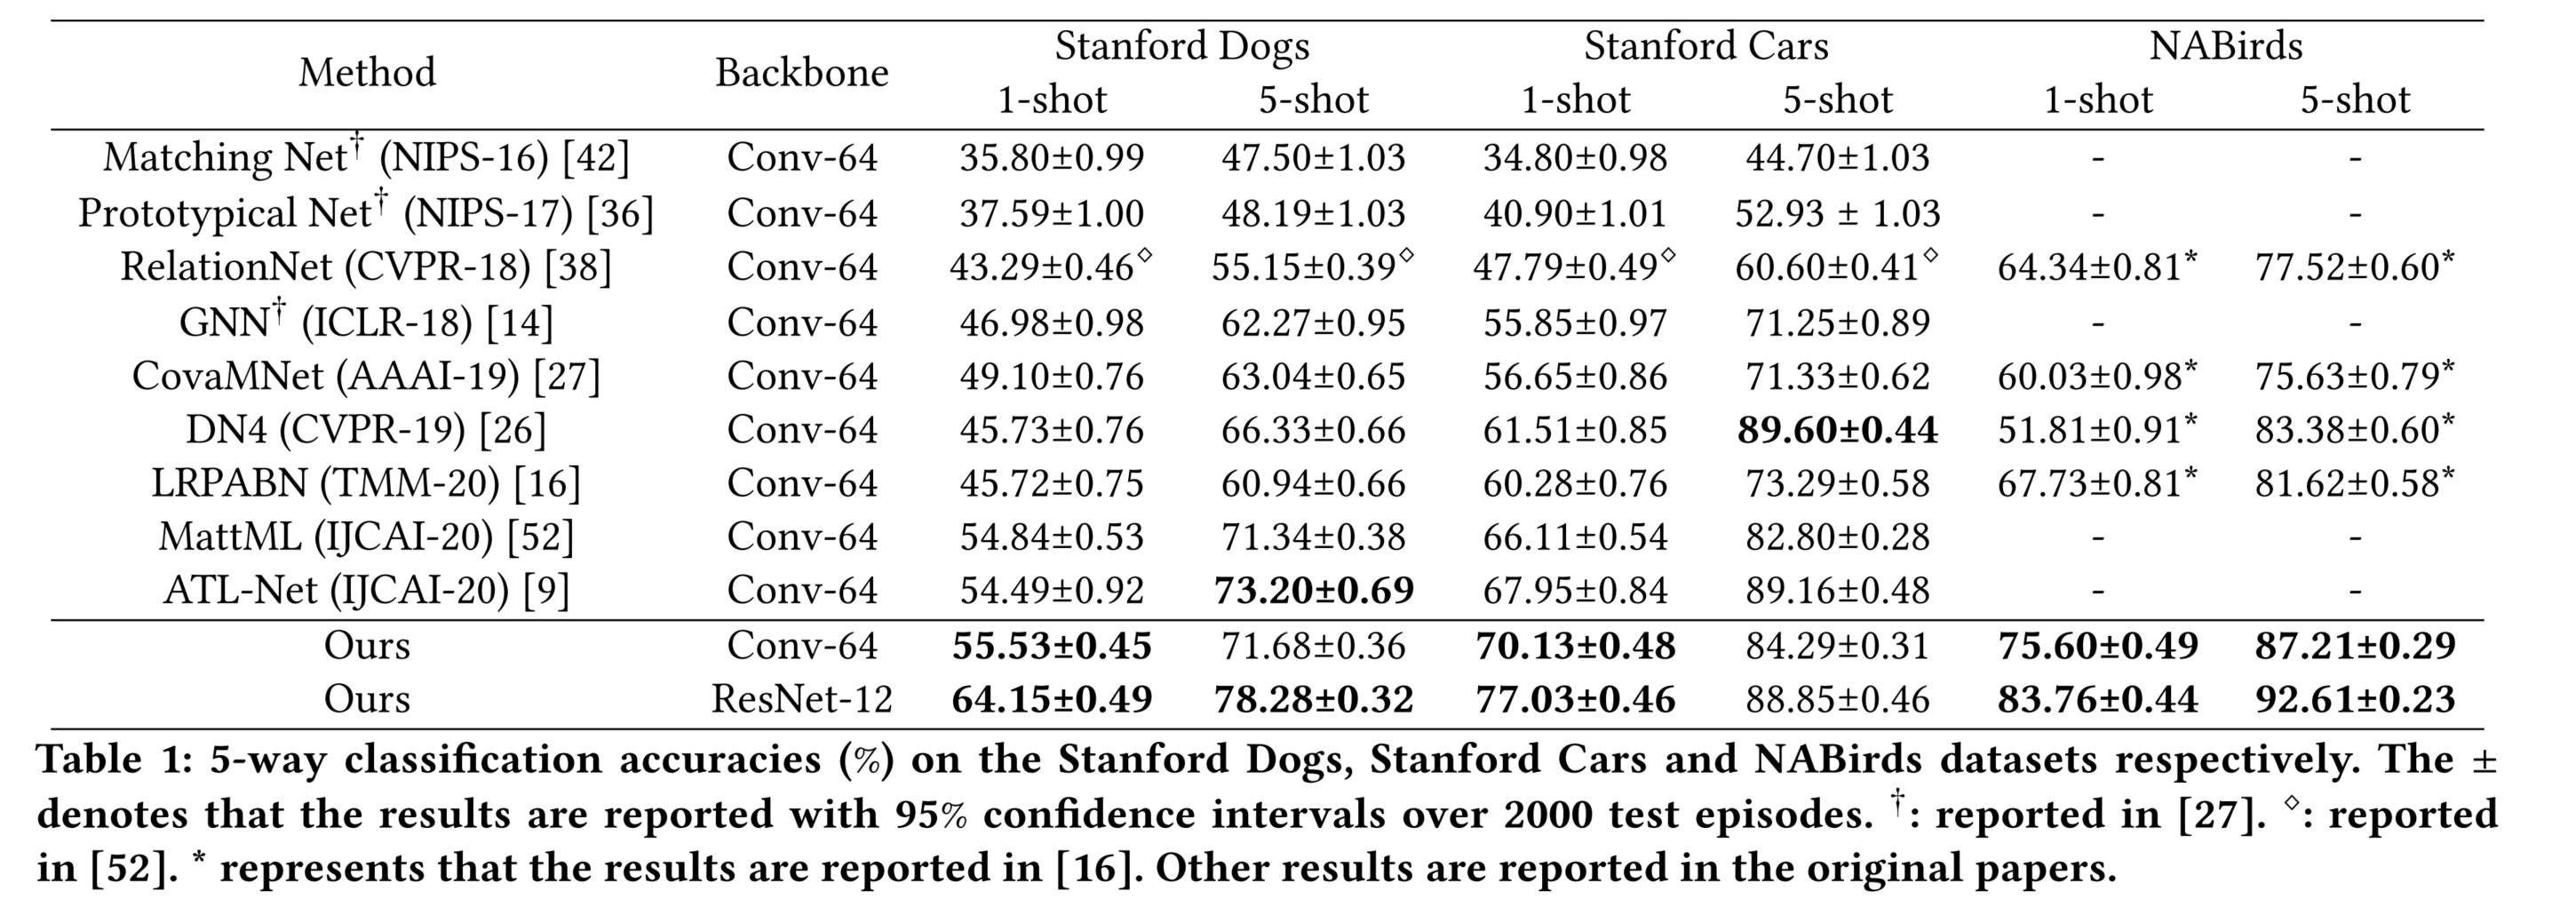 Method Backbone Stanford Dogs Stanford Cars NABirds
1-shot 5-shot 1-shot 5-shot 1-shot 5-shot
Matching Net† (NIPS-16) [42] Conv-64 35.80±0.99 47.50±1.03 34.80±0.98 44.70±1.03 - -
Prototypical Net† (NIPS-17) [36] Conv-64 37.59±1.00 48.19±1.03 40.90±1.01 52.93 ± 1.03 - -
RelationNet (CVPR-18) [38] Conv-64 43.29±0.46⋄ 55.15±0.39⋄ 47.79±0.49⋄ 60.60±0.41⋄ 64.34±0.81* 77.52±0.60*
GNN† (ICLR-18) [14] Conv-64 46.98±0.98 62.27±0.95 55.85±0.97 71.25±0.89 - -
CovaMNet (AAAI-19) [27] Conv-64 49.10±0.76 63.04±0.65 56.65±0.86 71.33±0.62 60.03±0.98* 75.63±0.79*
DN4 (CVPR-19) [26] Conv-64 45.73±0.76 66.33±0.66 61.51±0.85 89.60±0.44 51.81±0.91* 83.38±0.60*
LRPABN (TMM-20) [16] Conv-64 45.72±0.75 60.94±0.66 60.28±0.76 73.29±0.58 67.73±0.81* 81.62±0.58*
MattML (IJCAI-20) [52] Conv-64 54.84±0.53 71.34±0.38 66.11±0.54 82.80±0.28 - -
ATL-Net (IJCAI-20) [9] Conv-64 54.49±0.92 73.20±0.69 67.95±0.84 89.16±0.48 - -
Ours Conv-64 55.53±0.45 71.68±0.36 70.13±0.48 84.29±0.31 75.60±0.49 87.21±0.29
Ours ResNet-12 64.15±0.49 78.28±0.32 77.03±0.46 88.85±0.46 83.76±0.44 92.61±0.23
Table 1: 5-way classification accuracies (%) on the Stanford Dogs, Stanford Cars and NABirds datasets respectively. The ±
denotes that the results are reported with 95% confidence intervals over 2000 test episodes. †: reported in [27]. ⋄: reported
in [52]. * represents that the results are reported in [16]. Other results are reported in the original papers.